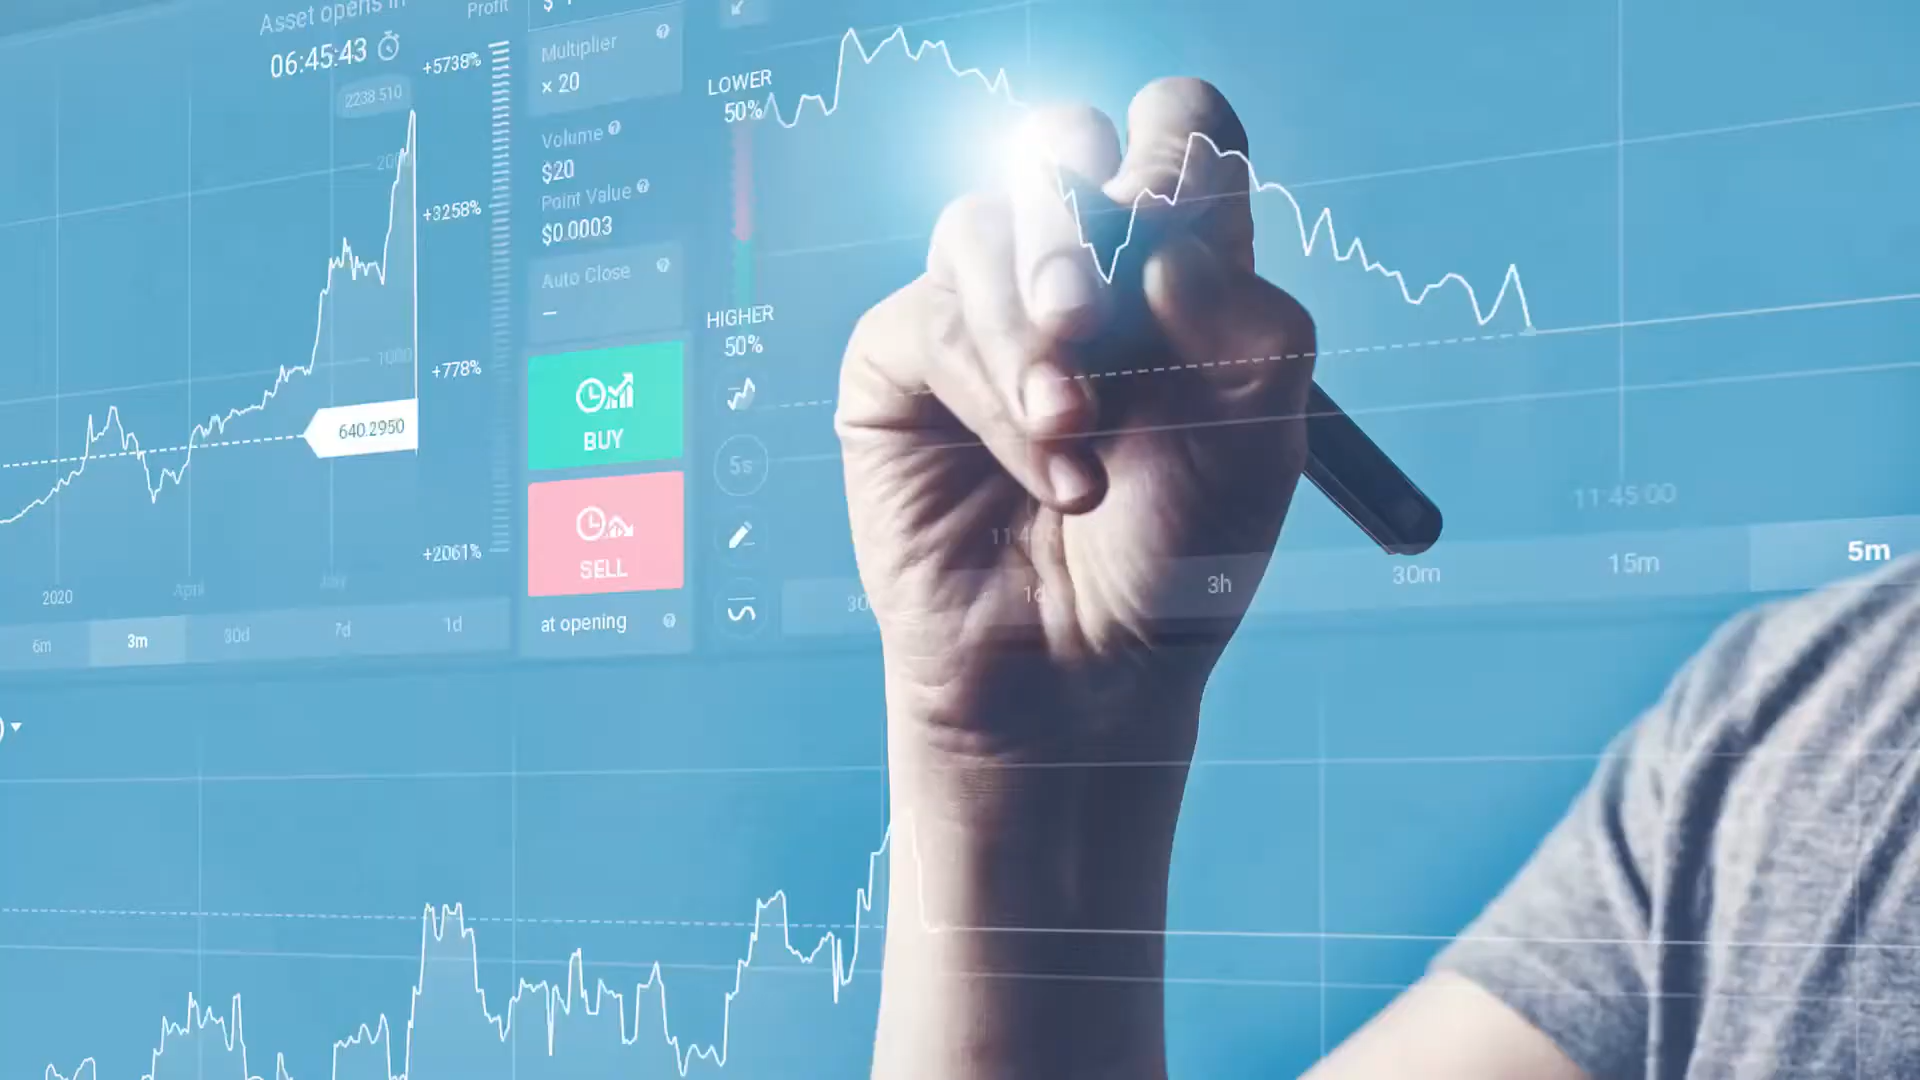 Asset opens in
06:45:43
Profit
+5738%
2238.510
+3258%
1000
+778%
640.2950
+2061%
2020
April
July
6m
3m
30d
7d
1d
Multiplier
× 20
Volume
$20
Point Value
$0.0003
Auto Close
–
BUY
SELL
at opening
LOWER
50%
HIGHER
50%
5s
11:45:00
1d
3h
30m
15m
5m